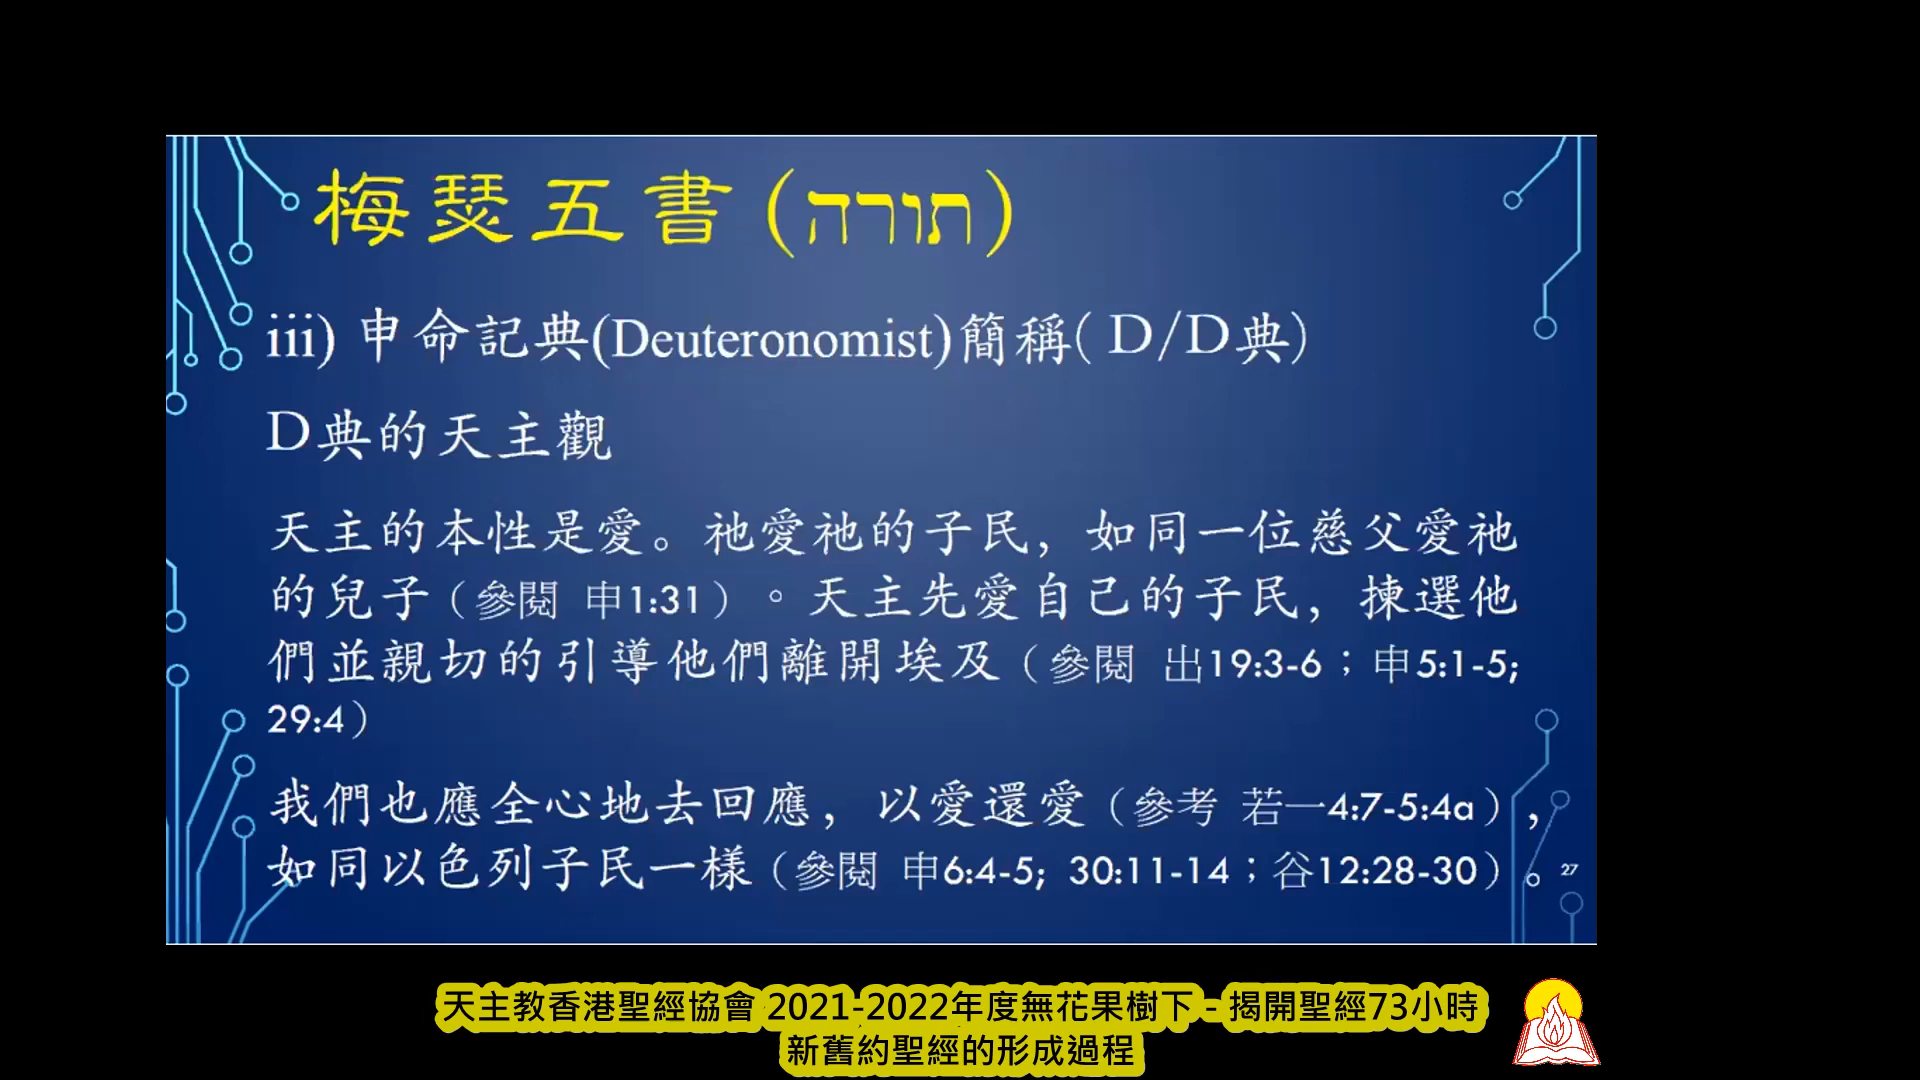 梅瑟五書(תורה)
iii) 申命記典(Deuteronomist)簡稱(D/D典)
D典的天主觀
天主的本性是愛。祂愛祂的子民，如同一位慈父愛祂
的兒子（參閱 申1:31）。天主先愛自己的子民，揀選他
們並親切的引導他們離開埃及（參閱 出19:3-6；申5:1-5;
29:4）
我們也應全心地去回應，以愛還愛（參考 若一4:7-5:4a），
如同以色列子民一樣（參閱 申6:4-5; 30:11-14；谷12:28-30）。
27
天主教香港聖經協會 2021-2022年度無花果樹下 - 揭開聖經73小時
新舊約聖經的形成過程